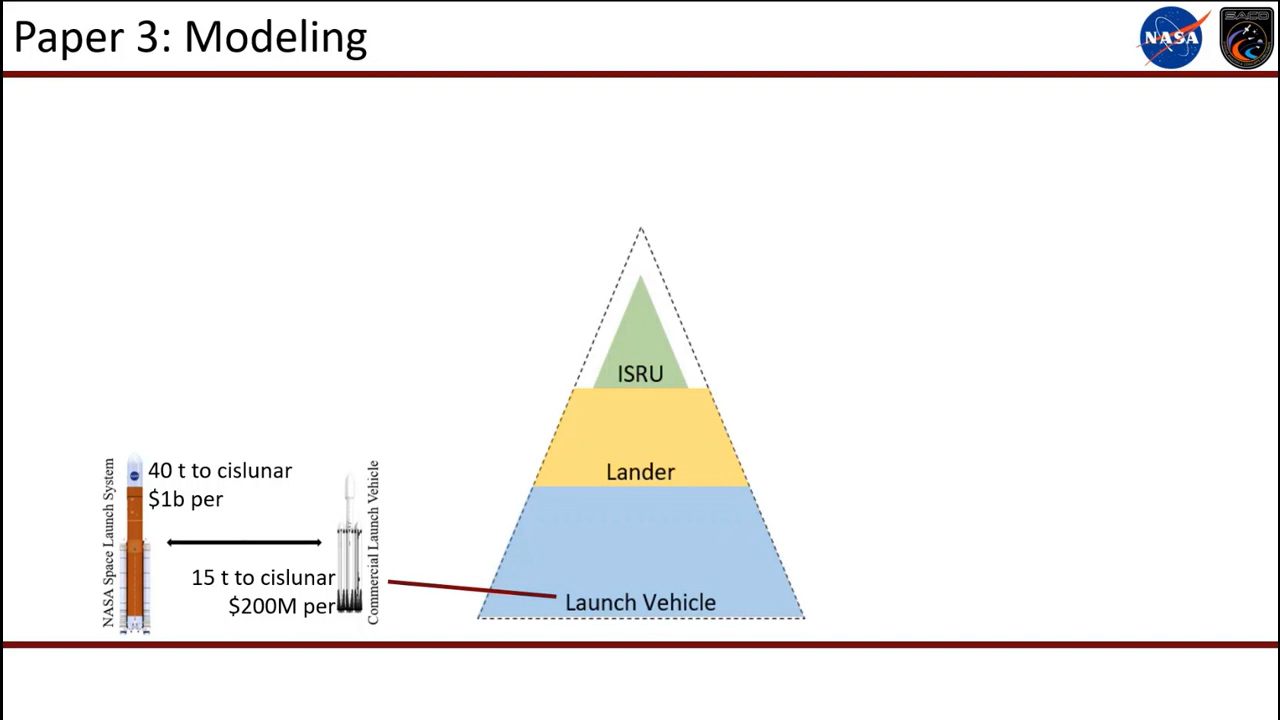 Paper 3: Modeling
NASA
SACD
ISRU
Lander
Launch Vehicle
NASA Space Launch System
40 t to cislunar
$1b per
15 t to cislunar
$200M per
Commercial Launch Vehicle